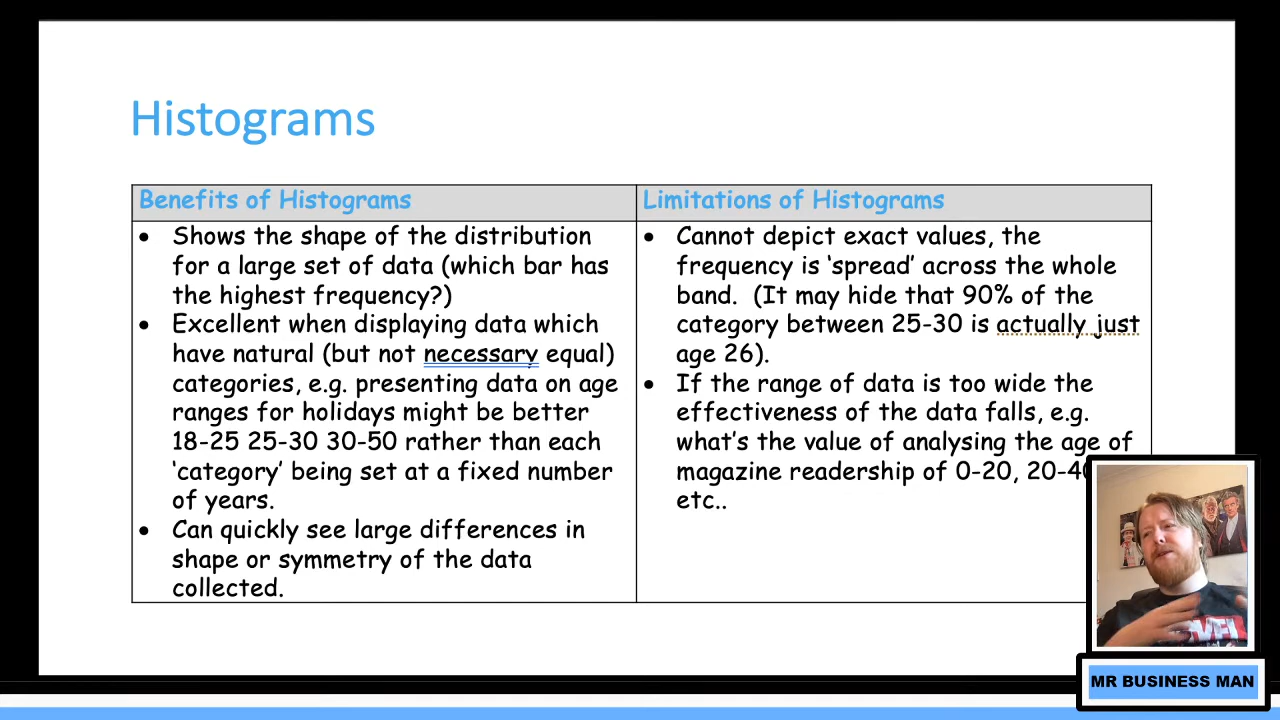 Histograms
Benefits of Histograms
Shows the shape of the distribution
for a large set of data (which bar has
the highest frequency?)
Excellent when displaying data which
have natural (but not necessary equal)
categories, e.g. presenting data on age
ranges for holidays might be better
18-25 25-30 30-50 rather than each
‘category’ being set at a fixed number
of years.
Can quickly see large differences in
shape or symmetry of the data
collected.
Limitations of Histograms
Cannot depict exact values, the
frequency is ‘spread’ across the whole
band. (It may hide that 90% of the
category between 25-30 is actually just
age 26).
If the range of data is too wide the
effectiveness of the data falls, e.g.
what’s the value of analysing the age of
magazine readership of 0-20, 20-40
etc..
MR BUSINESS MAN